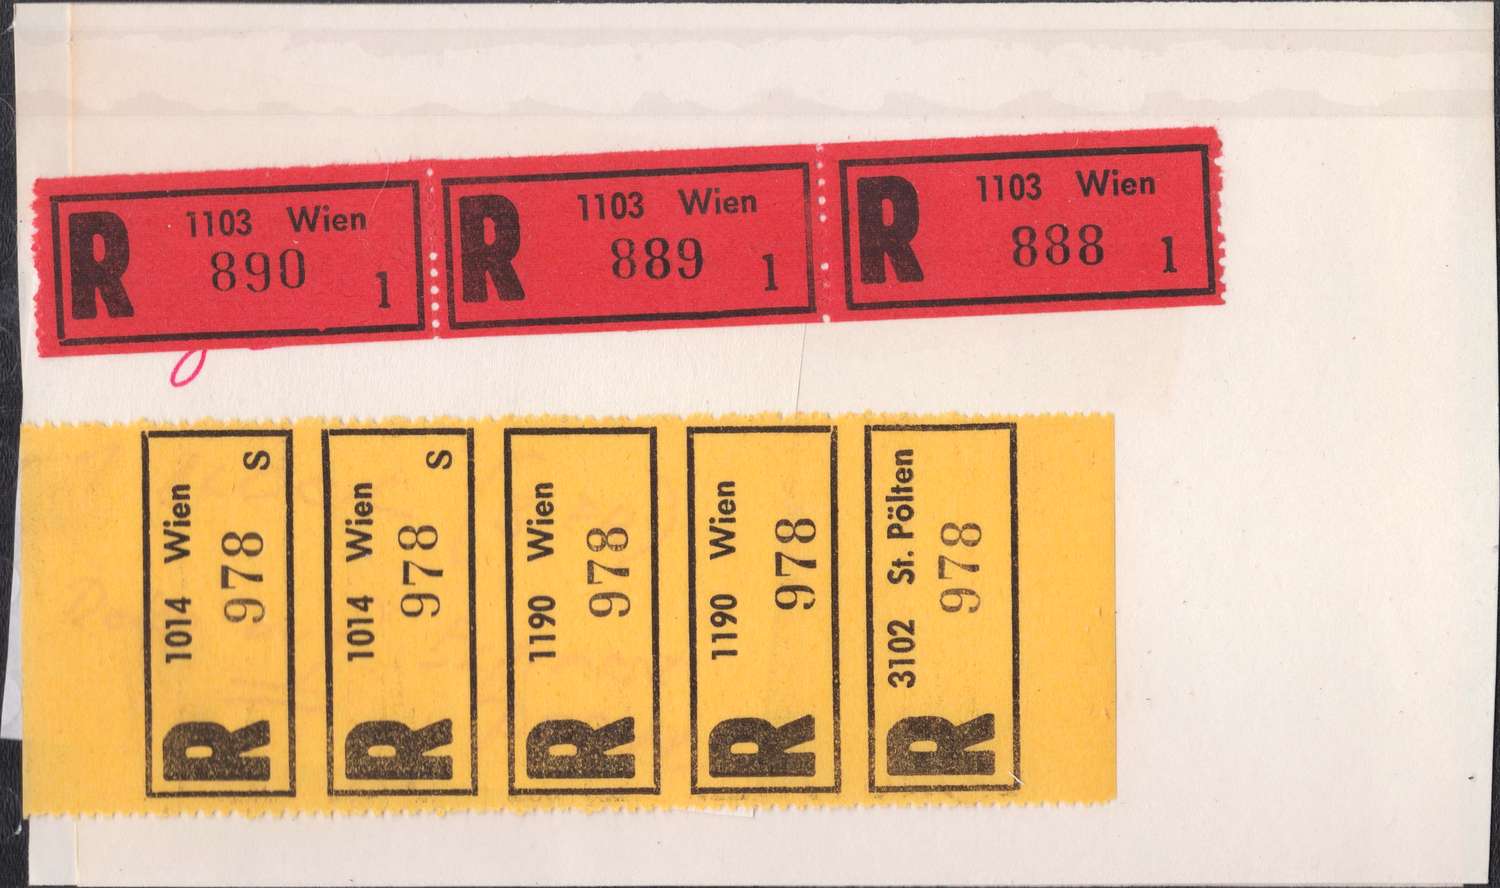 R 1103 Wien
890 1
R 1103 Wien
889 1
R 1103 Wien
888 1
R 1014 Wien s
978
R 1014 Wien s
978
R 1190 Wien
978
R 1190 Wien
978
R 3102 St. Pölten
978